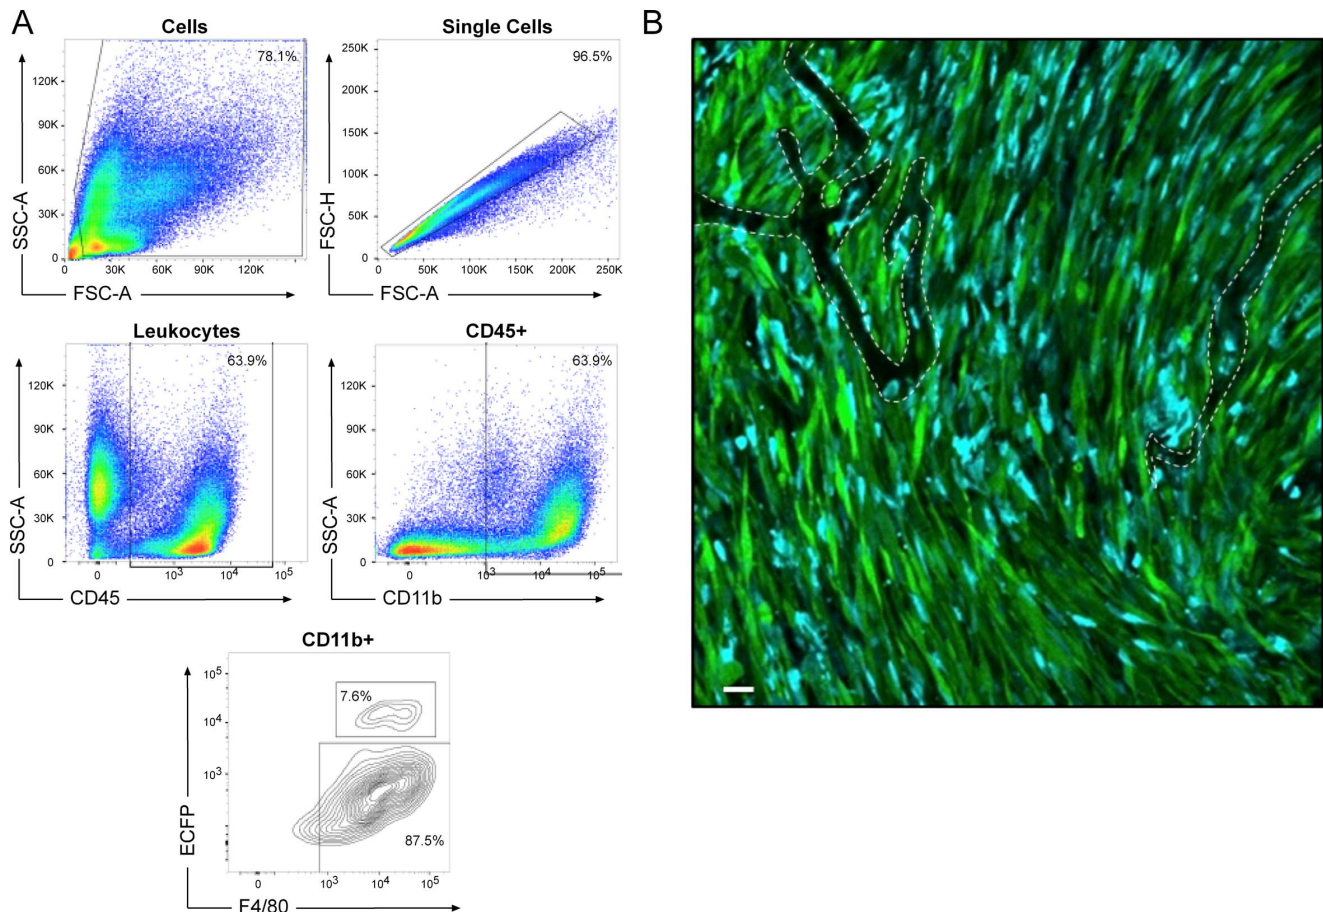 A
B
Cells
Single Cells
78.1%
96.5%
120K
90K
60K
30K
0
0 30K 60K 90K 120K
SSC-A
FSC-A
250K
200K
150K
100K
50K
0
0 50K 100K 150K 200K 250K
FSC-H
FSC-A
Leukocytes
CD45+
63.9%
63.9%
120K
90K
60K
30K
0
0 10³ 10⁴ 10⁵
SSC-A
CD45
120K
90K
60K
30K
0
0 10³ 10⁴ 10⁵
SSC-A
CD11b
CD11b+
10⁵
10⁴
10³
7.6%
87.5%
0 10³ 10⁴ 10⁵
ECFP
F4/80